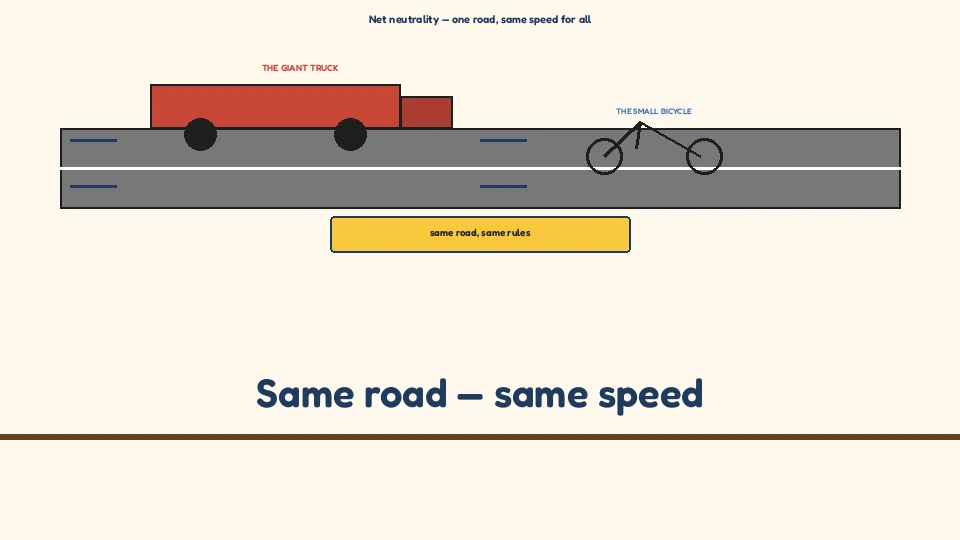 Net neutrality — one road, same speed for all
THE GIANT TRUCK
THE SMALL BICYCLE
same road, same rules
Same road — same speed